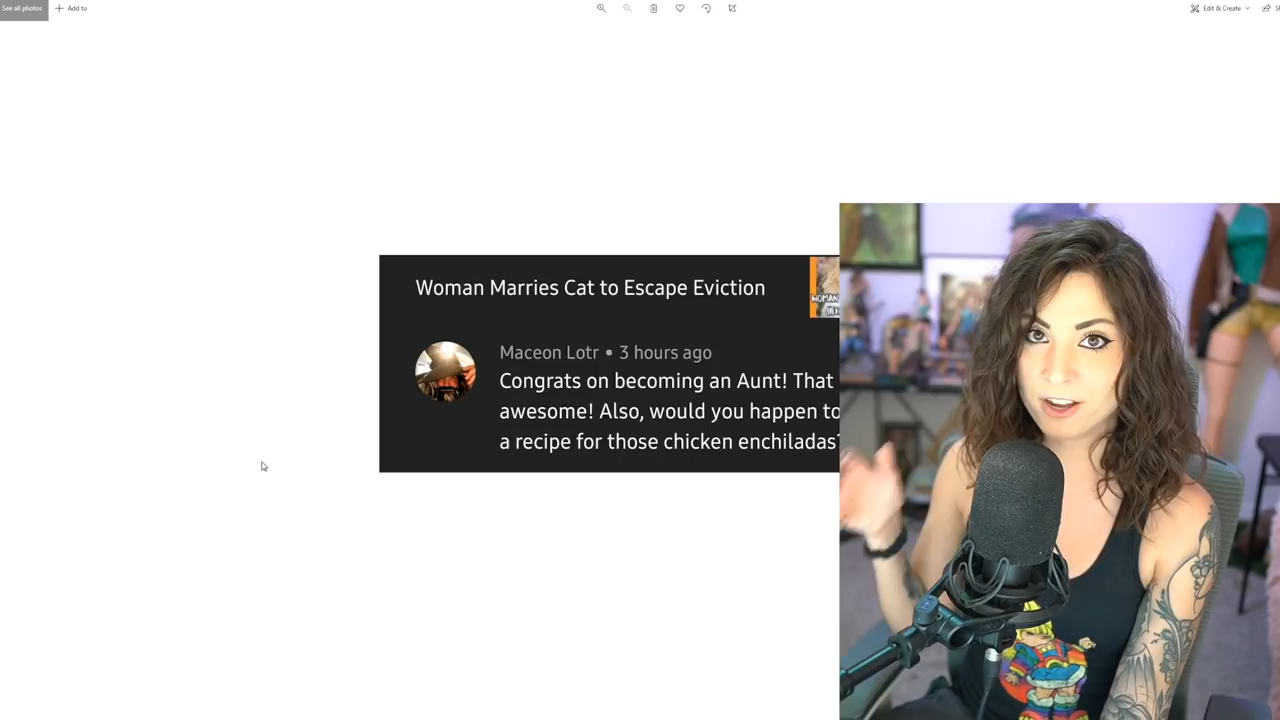 See all photos
Add to
Edit & Create
Woman Marries Cat to Escape Eviction
WOMAN
Maceon Lotr • 3 hours ago
Congrats on becoming an Aunt! That
awesome! Also, would you happen to
a recipe for those chicken enchiladas?